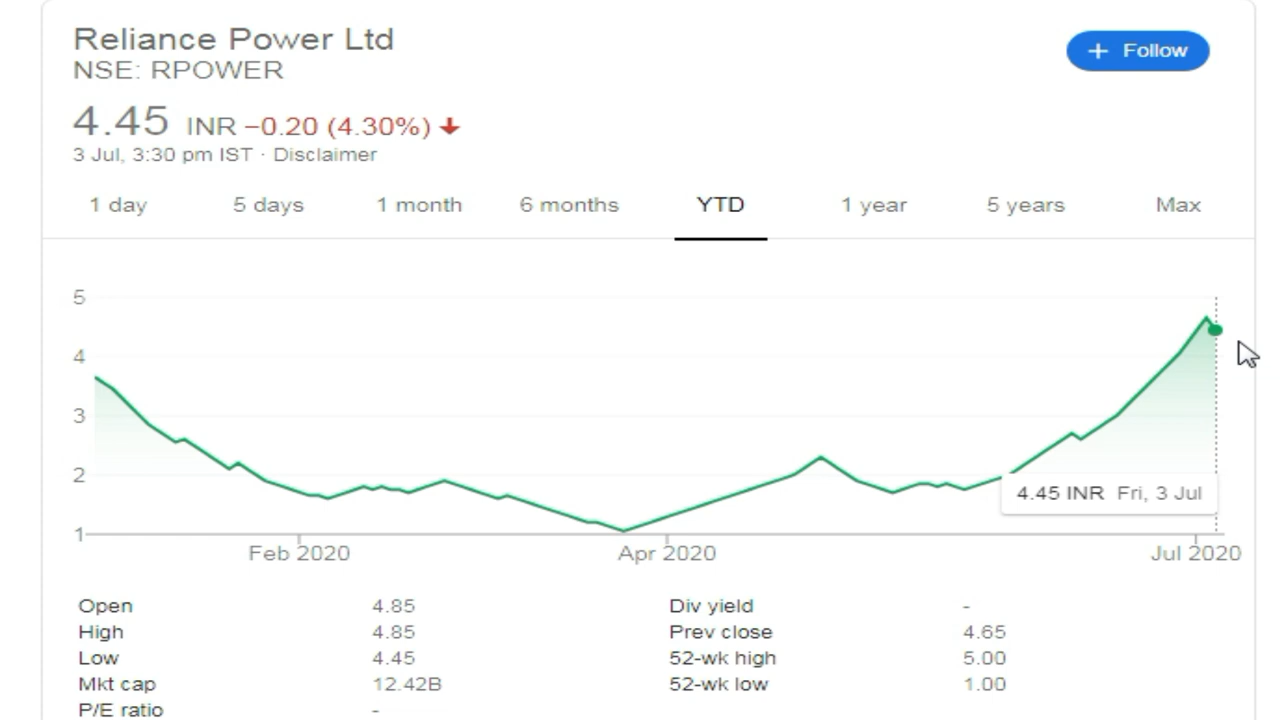 Reliance Power Ltd
+ Follow
NSE: RPOWER
4.45 INR −0.20 (4.30%) ↓
3 Jul, 3:30 pm IST · Disclaimer
1 day 5 days 1 month 6 months YTD 1 year 5 years Max
5
4
3
2
1
4.45 INR Fri, 3 Jul
Feb 2020 Apr 2020 Jul 2020
Open 4.85 Div yield -
High 4.85 Prev close 4.65
Low 4.45 52-wk high 5.00
Mkt cap 12.42B 52-wk low 1.00
P/E ratio -